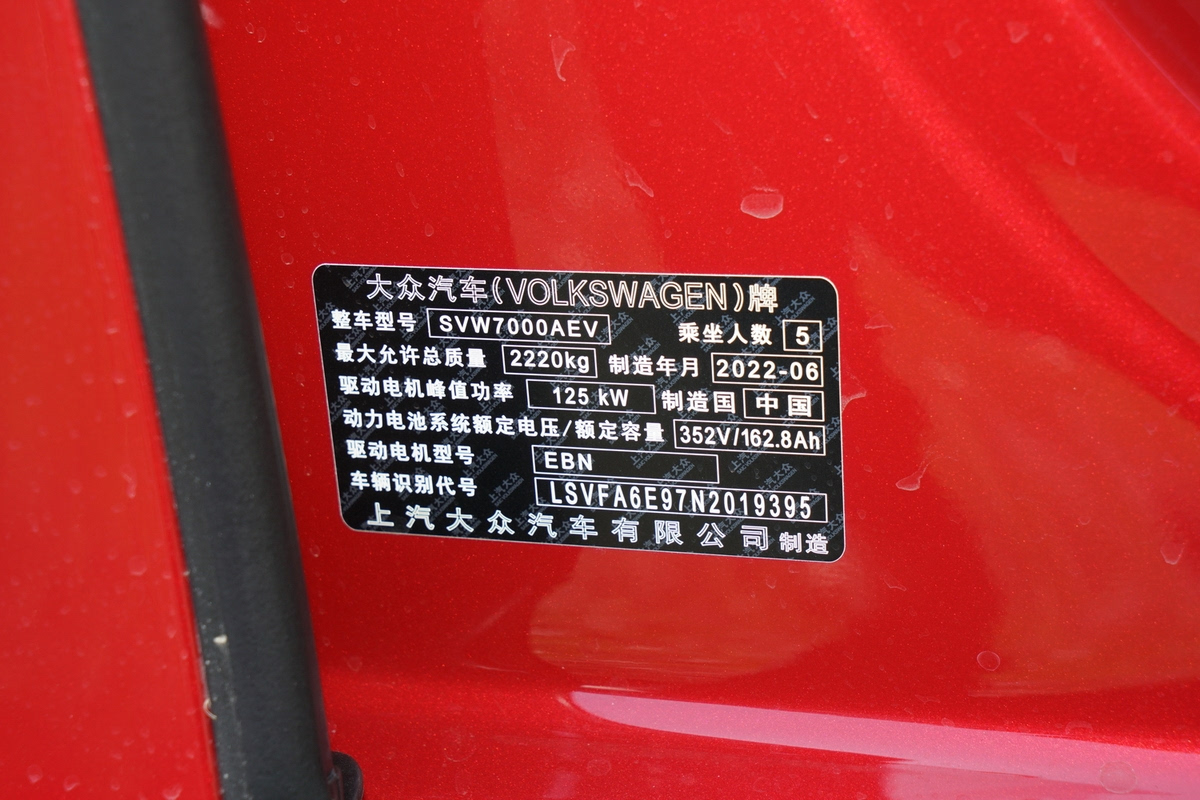 大众汽车(VOLKSWAGEN)牌
整车型号 SVW7000AEV 乘坐人数 5
最大允许总质量 2220kg 制造年月 2022-06
驱动电机峰值功率 125 kW 制造国 中国
动力电池系统额定电压/额定容量 352V/162.8Ah
驱动电机型号 EBN
车辆识别代号 LSVFA6E97N2019395
上汽大众汽车有限公司 制造